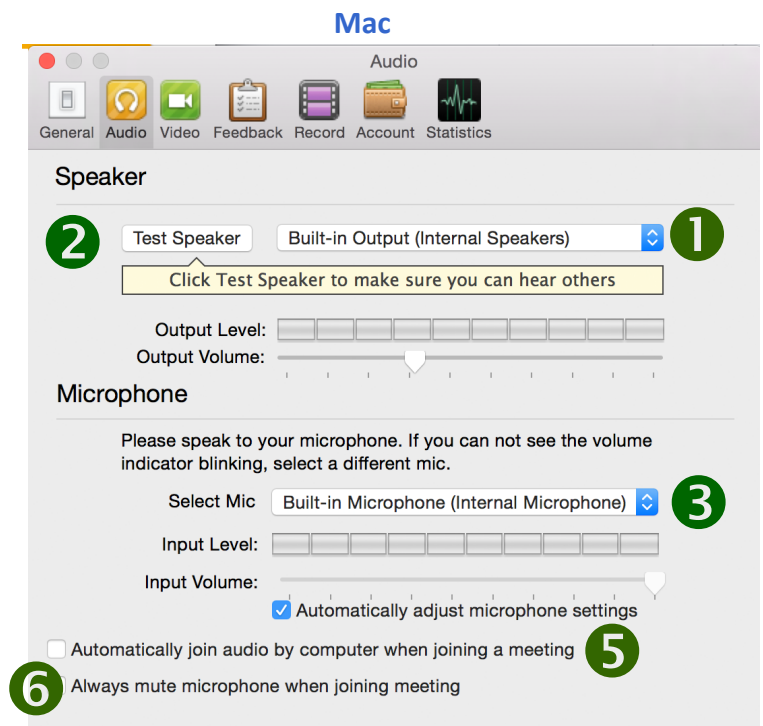 Mac
Audio
General Audio Video Feedback Record Account Statistics
Speaker
2 Test Speaker Built-in Output (Internal Speakers) 1
Click Test Speaker to make sure you can hear others
Output Level:
Output Volume:
Microphone
Please speak to your microphone. If you can not see the volume
indicator blinking, select a different mic.
Select Mic Built-in Microphone (Internal Microphone) 3
Input Level:
Input Volume:
Automatically adjust microphone settings
Automatically join audio by computer when joining a meeting 5
6 Always mute microphone when joining meeting